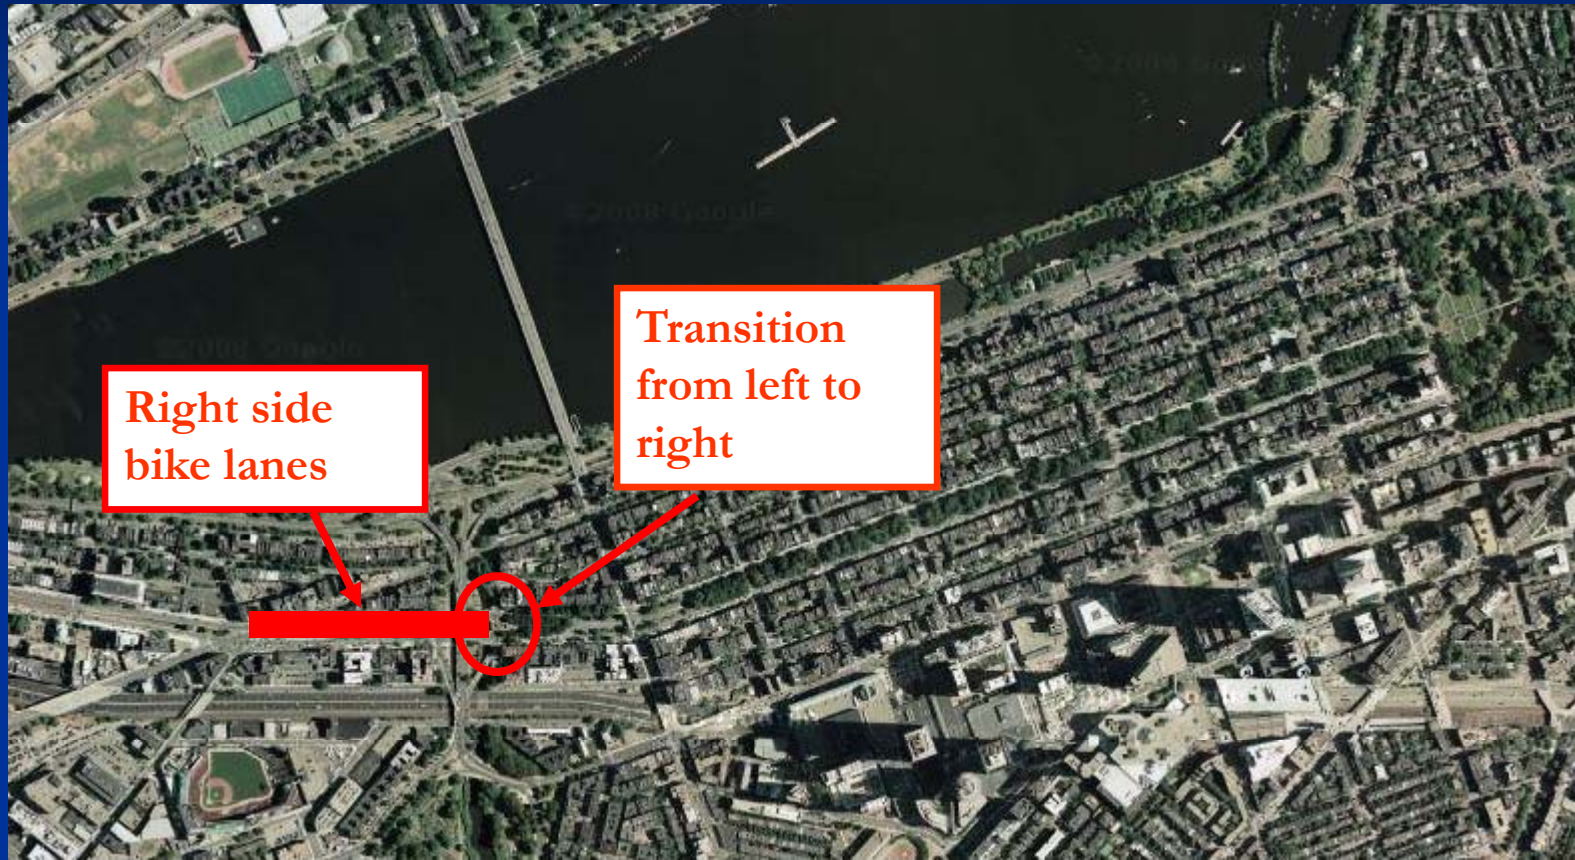 Transition
from left to
right
Right side
bike lanes